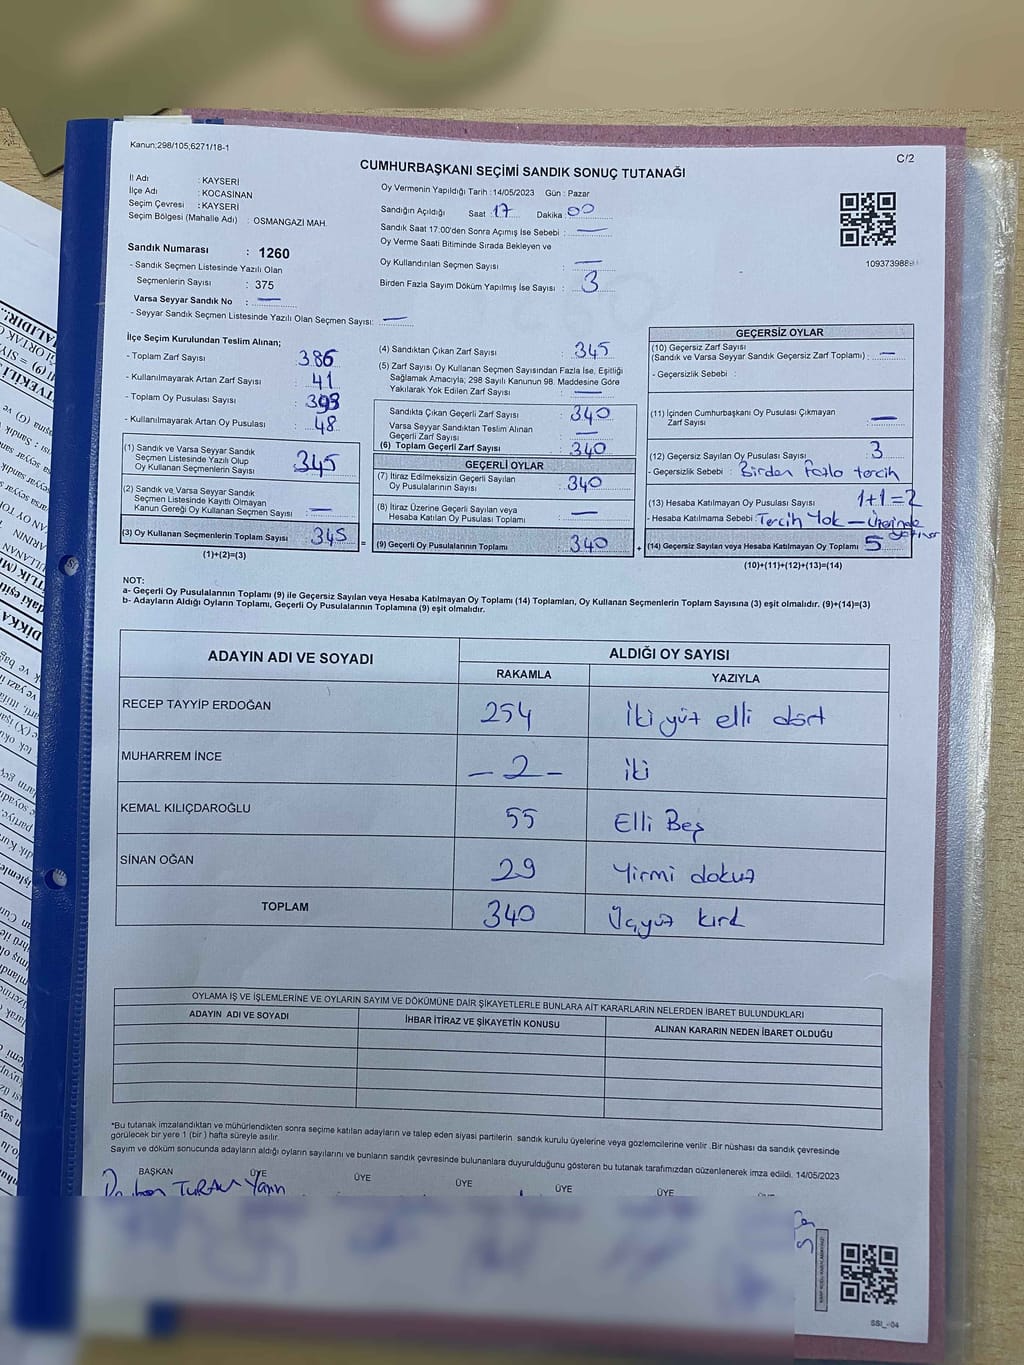 Kanun;298/105;6271/18-1
C/2
CUMHURBAŞKANI SEÇİMİ SANDIK SONUÇ TUTANAĞI
İl Adı : KAYSERİ
İlçe Adı : KOCASİNAN
Seçim Çevresi : KAYSERİ
Seçim Bölgesi (Mahalle Adı) : OSMANGAZİ MAH.
Sandık Numarası : 1260
- Sandık Seçmen Listesinde Yazılı Olan
Seçmenlerin Sayısı : 375
Varsa Seyyar Sandık No : —
- Seyyar Sandık Seçmen Listesinde Yazılı Olan Seçmen Sayısı: —
Oy Vermenin Yapıldığı Tarih : 14/05/2023 Gün : Pazar
Sandığın Açıldığı Saat 17 Dakika 00
Sandık Saat 17:00'den Sonra Açımış İse Sebebi : —
Oy Verme Saati Bitiminde Sırada Bekleyen ve
Oy Kullandırılan Seçmen Sayısı : —
Birden Fazla Sayım Döküm Yapılmış İse Sayısı : 3
10937398
İlçe Seçim Kurulundan Teslim Alınan;
- Toplam Zarf Sayısı : 386
- Kullanılmayarak Artan Zarf Sayısı : 41
- Toplam Oy Pusulası Sayısı : 393
- Kullanılmayarak Artan Oy Pusulası : 48
(1) Sandık ve Varsa Seyyar Sandık
Seçmen Listesinde Yazılı Olup
Oy Kullanan Seçmenlerin Sayısı : 345
(2) Sandık ve Varsa Seyyar Sandık
Seçmen Listesinde Kayıtlı Olmayan
Kanun Gereği Oy Kullanan Seçmen Sayısı : —
(3) Oy Kullanan Seçmenlerin Toplam Sayısı : 345
(1)+(2)=(3)
(4) Sandıktan Çıkan Zarf Sayısı : 345
(5) Zarf Sayısı Oy Kullanan Seçmen Sayısından Fazla İse, Eşitliği
Sağlamak Amacıyla; 298 Sayılı Kanunun 98. Maddesine Göre
Yakılarak Yok Edilen Zarf Sayısı : —
Sandıkta Çıkan Geçerli Zarf Sayısı : 340
Varsa Seyyar Sandıktan Teslim Alınan
Geçerli Zarf Sayısı : —
(6) Toplam Geçerli Zarf Sayısı : 340
GEÇERLİ OYLAR
(7) İtiraz Edilmeksizin Geçerli Sayılan
Oy Pusulalarının Sayısı : 340
(8) İtiraz Üzerine Geçerli Sayılan veya
Hesaba Katılan Oy Pusulası Toplamı : —
= (9) Geçerli Oy Pusulalarının Toplamı : 340
GEÇERSİZ OYLAR
(10) Geçersiz Zarf Sayısı
(Sandık ve Varsa Seyyar Sandık Geçersiz Zarf Toplamı) : —
- Geçersizlik Sebebi :
(11) İçinden Cumhurbaşkanı Oy Pusulası Çıkmayan
Zarf Sayısı : —
(12) Geçersiz Sayılan Oy Pusulası Sayısı : 3
- Geçersizlik Sebebi : Birden fazla tercih
(13) Hesaba Katılmayan Oy Pusulası Sayısı 1+1=2
- Hesaba Katılmama Sebebi : Tercih Yok – Üzerinde
+ (14) Geçersiz Sayılan veya Hesaba Katılmayan Oy Toplamı 5
(10)+(11)+(12)+(13)=(14)
NOT:
a- Geçerli Oy Pusulalarının Toplamı (9) ile Geçersiz Sayılan veya Hesaba Katılmayan Oy Toplamı (14) Toplamları, Oy Kullanan Seçmenlerin Toplam Sayısına (3) eşit olmalıdır. (9)+(14)=(3)
b- Adayların Aldığı Oyların Toplamı, Geçerli Oy Pusulalarının Toplamına (9) eşit olmalıdır.
ADAYIN ADI VE SOYADI
ALDIĞI OY SAYISI
RAKAMLA YAZIYLA
RECEP TAYYİP ERDOĞAN 254 İki yüz elli dört
MUHARREM İNCE - 2 - iki
KEMAL KILIÇDAROĞLU 55 Elli Beş
SİNAN OĞAN 29 Yirmi dokuz
TOPLAM 340 Üçyüz kırk
OYLAMA İŞ VE İŞLEMLERİNE VE OYLARIN SAYIM VE DÖKÜMÜNE DAİR ŞİKAYETLERLE BUNLARA AİT KARARLARIN NELERDEN İBARET BULUNDUKLARI
ADAYIN ADI VE SOYADI İHBAR İTİRAZ VE ŞİKAYETİN KONUSU ALINAN KARARIN NEDEN İBARET OLDUĞU
*Bu tutanak imzalandıktan ve mühürlendikten sonra seçime katılan adayların ve talep eden siyasi partilerin sandık kurulu üyelerine veya gözlemcilerine verilir .Bir nüshası da sandık çevresinde
görülecek bir yere 1 (bir ) hafta süreyle asılır.
Sayım ve döküm sonucunda adayların aldığı oyların sayılarını ve bunların sandık çevresinde bulunanlara duyurulduğunu gösteren bu tutanak tarafımızdan düzenlenerek imza edildi. 14/05/2023
BAŞKAN ÜYE ÜYE ÜYE ÜYE ÜYE
TURAN